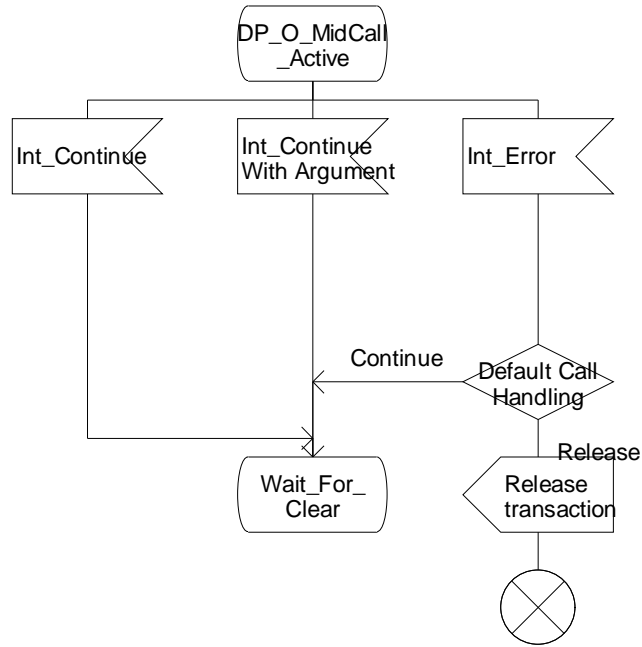 DP_O_MidCall
_Active
Int_Continue
Int_Continue
With Argument
Int_Error
Continue
Default Call
Handling
Release
Wait_For_
Clear
Release
transaction